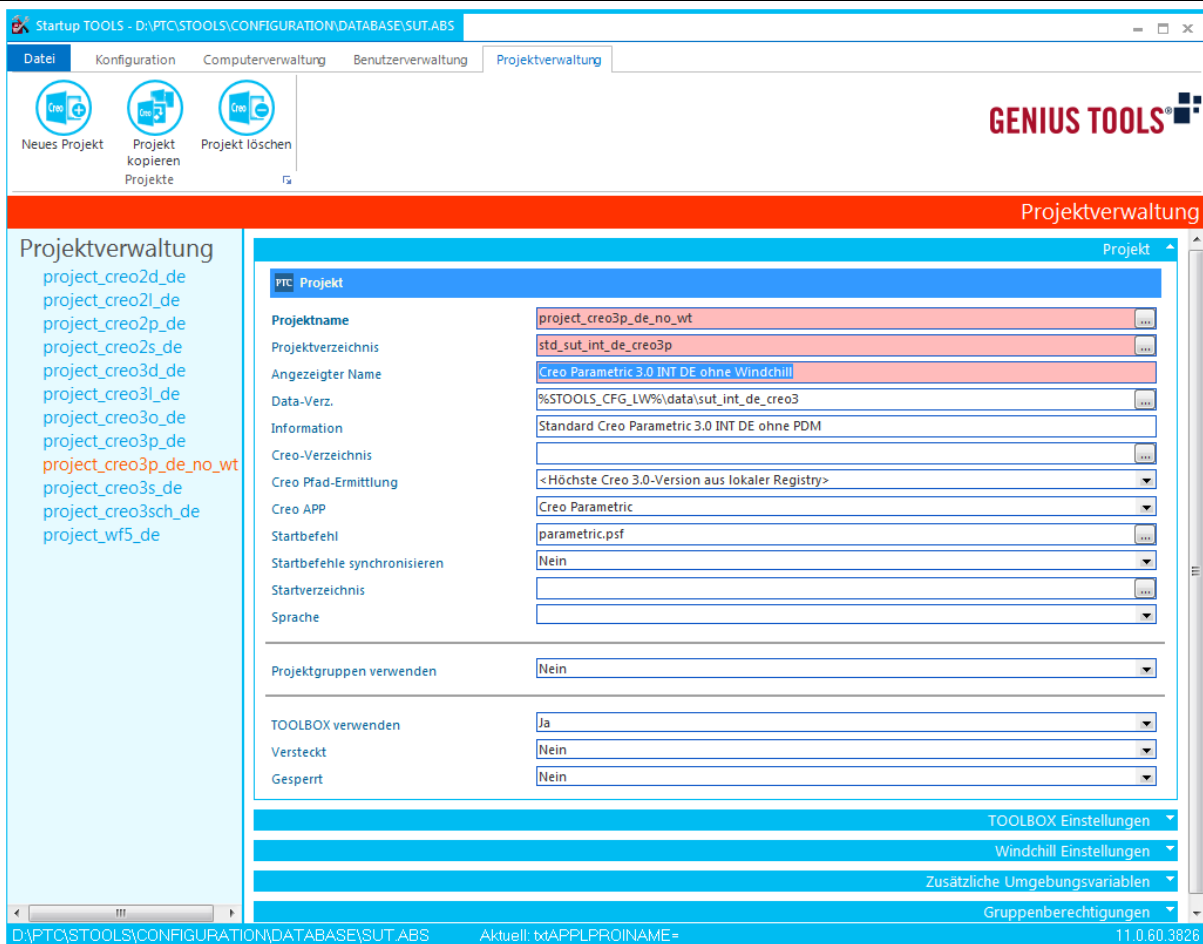 Startup TOOLS - D:\PTC\STOOLS\CONFIGURATION\DATABASE\SUT.ABS
Datei Konfiguration Computerverwaltung Benutzerverwaltung Projektverwaltung
Creo Creo Creo
Neues Projekt Projekt kopieren Projekt löschen
Projekte
GENIUS TOOLS®
Projektverwaltung
Projektverwaltung
project_creo2d_de
project_creo2l_de
project_creo2p_de
project_creo2s_de
project_creo3d_de
project_creo3l_de
project_creo3o_de
project_creo3p_de
project_creo3p_de_no_wt
project_creo3s_de
project_creo3sch_de
project_wf5_de
Projekt
PTC Projekt
Projektname project_creo3p_de_no_wt ...
Projektverzeichnis std_sut_int_de_creo3p ...
Angezeigter Name Creo Parametric 3.0 INT DE ohne Windchill
Data-Verz. %STOOLS_CFG_LW%\data\sut_int_de_creo3 ...
Information Standard Creo Parametric 3.0 INT DE ohne PDM
Creo-Verzeichnis ...
Creo Pfad-Ermittlung <Höchste Creo 3.0-Version aus lokaler Registry>
Creo APP Creo Parametric
Startbefehl parametric.psf ...
Startbefehle synchronisieren Nein
Startverzeichnis ...
Sprache
Projektgruppen verwenden Nein
TOOLBOX verwenden Ja
Versteckt Nein
Gesperrt Nein
TOOLBOX Einstellungen
Windchill Einstellungen
Zusätzliche Umgebungsvariablen
Gruppenberechtigungen
D:\PTC\STOOLS\CONFIGURATION\DATABASE\SUT.ABS Aktuell: txtAPPLPROINAME= 11.0.60.3826